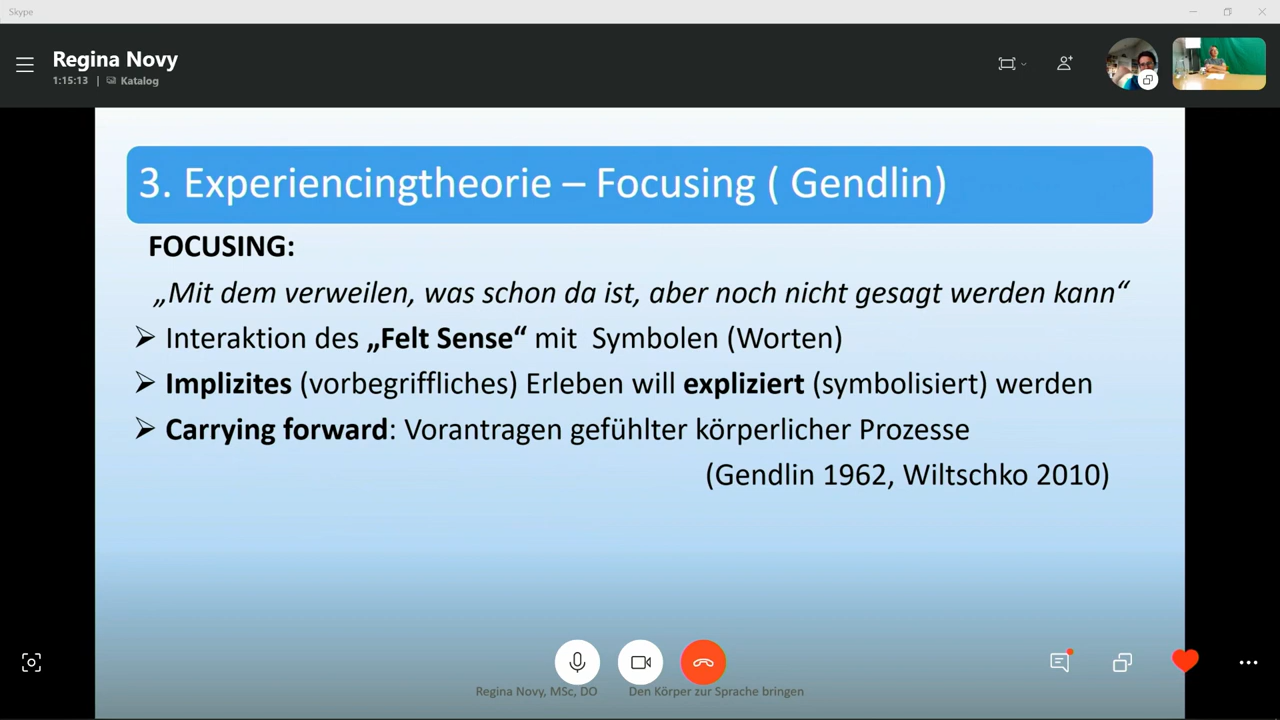 Skype
Regina Novy
1:15:13 | Katalog
3. Experiencingtheorie – Focusing ( Gendlin)
FOCUSING:
„Mit dem verweilen, was schon da ist, aber noch nicht gesagt werden kann“
➢ Interaktion des „Felt Sense“ mit Symbolen (Worten)
➢ Implizites (vorbegriffliches) Erleben will expliziert (symbolisiert) werden
➢ Carrying forward: Vorantragen gefühlter körperlicher Prozesse
(Gendlin 1962, Wiltschko 2010)
Regina Novy, MSc, DO Den Körper zur Sprache bringen